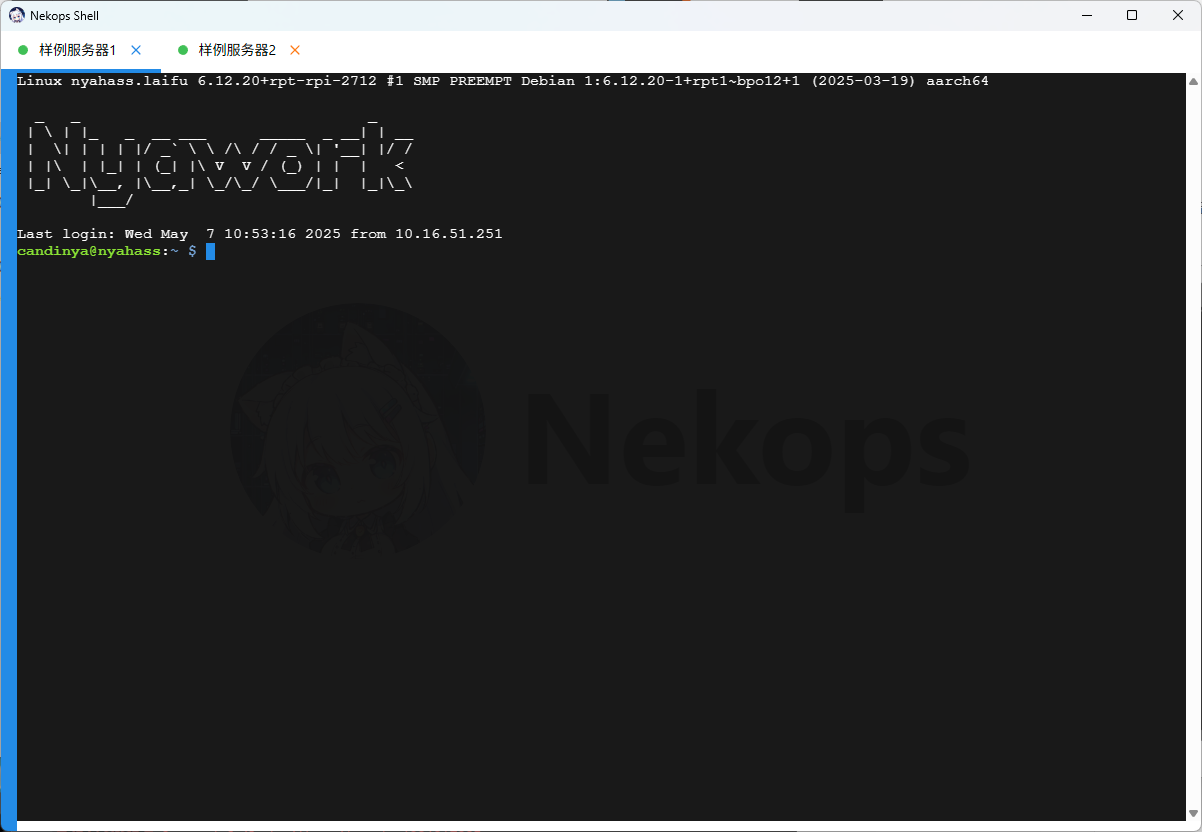 Nekops Shell
样例服务器1 样例服务器2
Linux nyahass.laifu 6.12.20+rpt-rpi-2712 #1 SMP PREEMPT Debian 1:6.12.20-1+rpt1~bpo12+1 (2025-03-19) aarch64
Nyawork
Last login: Wed May  7 10:53:16 2025 from 10.16.51.251
candinya@nyahass:~ $
Nekops